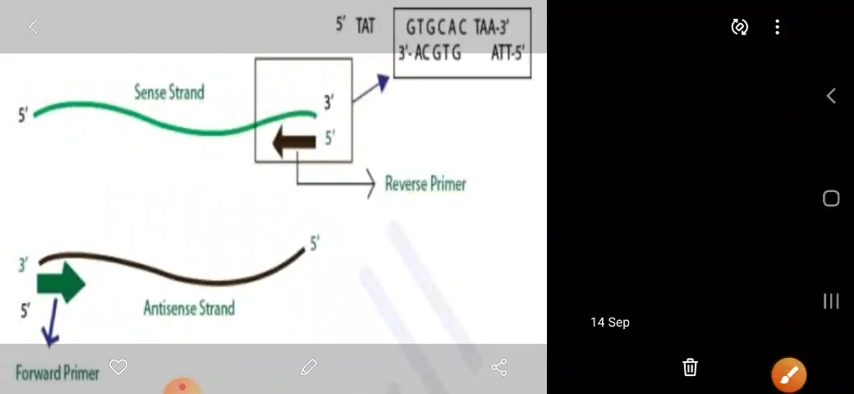 5' TAT GTGCAC TAA-3'
3'- ACGTG ATT-5'
Sense Strand
5'
3'
5'
Reverse Primer
3'
5'
5'
Antisense Strand
Forward Primer
14 Sep